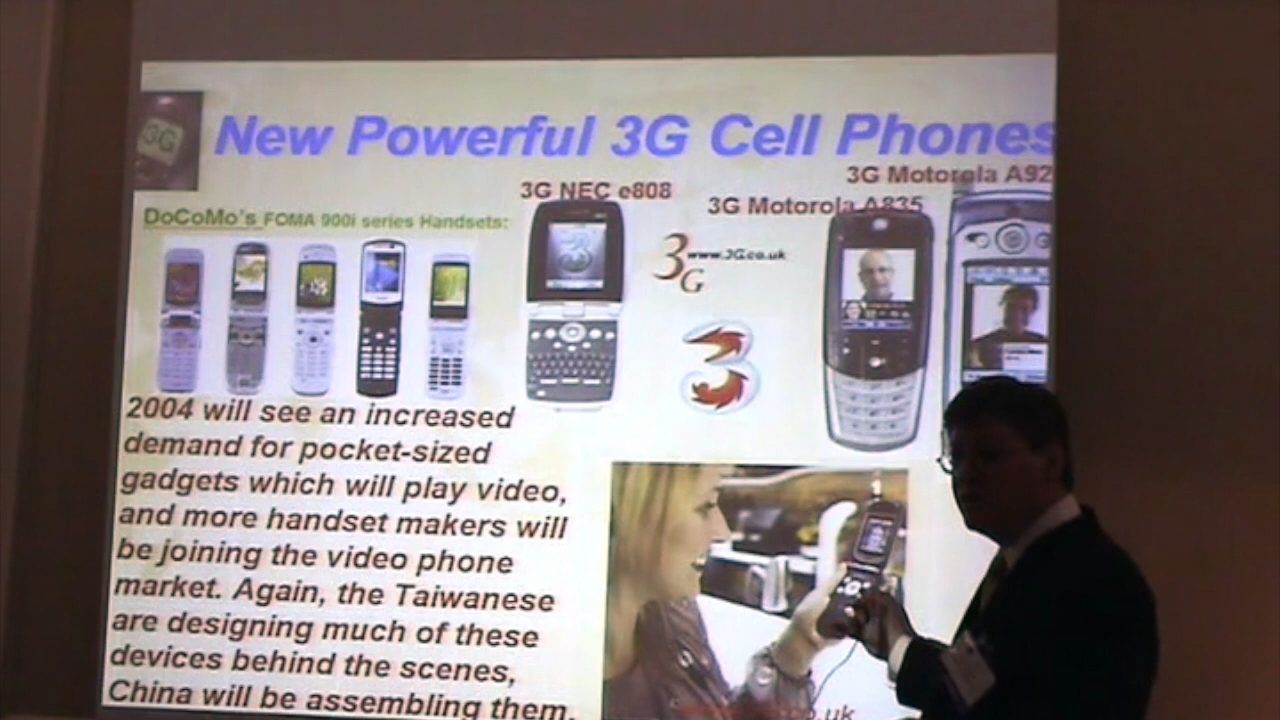 3G
New Powerful 3G Cell Phones
3G Motorola A92
3G NEC e808
3G Motorola A835
DoCoMo's FOMA 900i series Handsets:
3G
www.3G.co.uk
3
2004 will see an increased
demand for pocket-sized
gadgets which will play video,
and more handset makers will
be joining the video phone
market. Again, the Taiwanese
are designing much of these
devices behind the scenes,
China will be assembling them.
co.uk